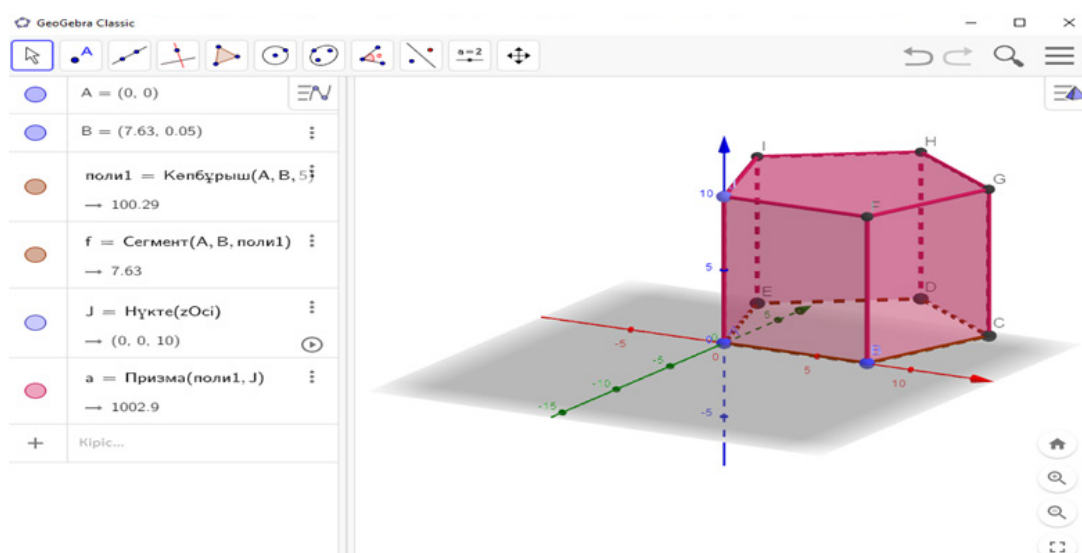 GeoGebra Classic
A
a=2
A = (0, 0)
B = (7.63, 0.05)
поли1 = Көпбұрыш(A, B, 5)
→ 100.29
f = Сегмент(A, B, поли1)
→ 7.63
J = Нүкте(zOci)
→ (0, 0, 10)
a = Призма(поли1, J)
→ 1002.9
+ Кіріс...
I
H
G
10
F
5
E
D
C
5
0
0
-5
-5
5
10
-10
-15
-5